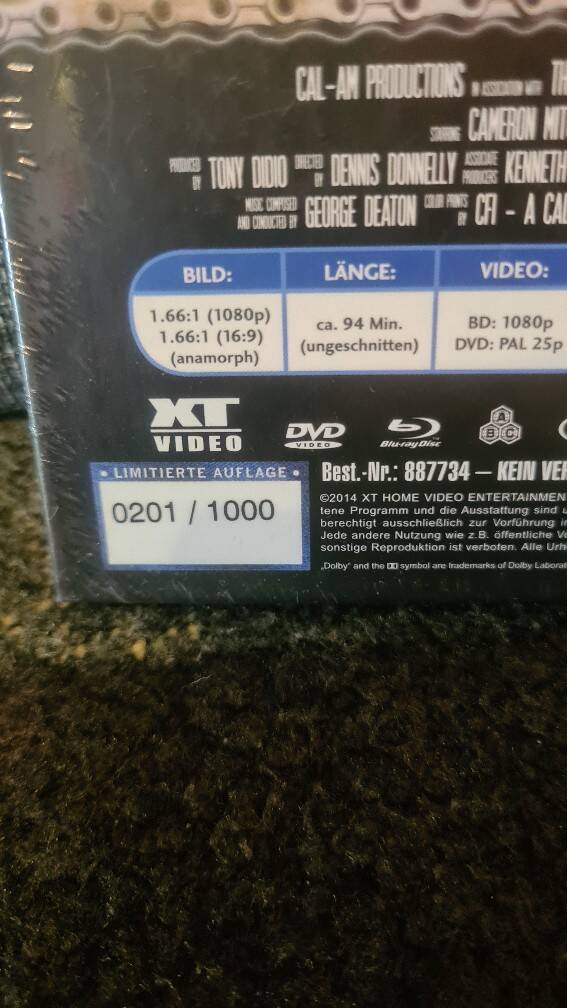 CAL-AM PRODUCTIONS IN ASSOCIATION WITH
STARRING CAMERON
PRODUCED BY TONY DIDIO DIRECTED BY DENNIS DONNELLY ASSOCIATE PRODUCERS KENNETH
MUSIC COMPOSED AND CONDUCTED BY GEORGE DEATON COLOR PRINTS BY CFI - A
BILD: LÄNGE: VIDEO:
1.66:1 (1080p)
1.66:1 (16:9)
(anamorph)
ca. 94 Min.
(ungeschnitten)
BD: 1080p
DVD: PAL 25p
XT
VIDEO
DVD
VIDEO
Blu-ray Disc
A
B C
• LIMITIERTE AUFLAGE •
0201 / 1000
Best.-Nr.: 887734 — KEIN
©2014 XT HOME VIDEO
tene Programm und die Ausstattung sind
berechtigt ausschließlich zur Vorführung
Jede andere Nutzung wie z.B. öffentliche
sonstige Reproduktion ist verboten. Alle
„Dolby“ and the symbol are trademarks of Dolby